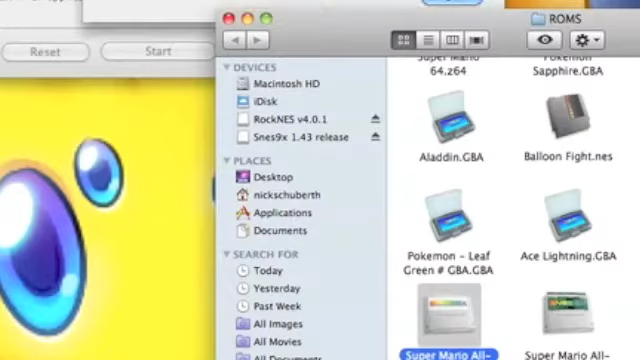 ROMS
Reset
Start
DEVICES
Macintosh HD
iDisk
RockNES v4.0.1
Snes9x 1.43 release
PLACES
Desktop
nickschuberth
Applications
Documents
SEARCH FOR
Today
Yesterday
Past Week
All Images
All Movies
All Documents
Super Mario
64.z64
Pokemon
Sapphire.GBA
Aladdin.GBA
Balloon Fight.nes
Pokemon - Leaf
Green # GBA.GBA
Ace Lightning.GBA
Super Mario All-
Super Mario All-